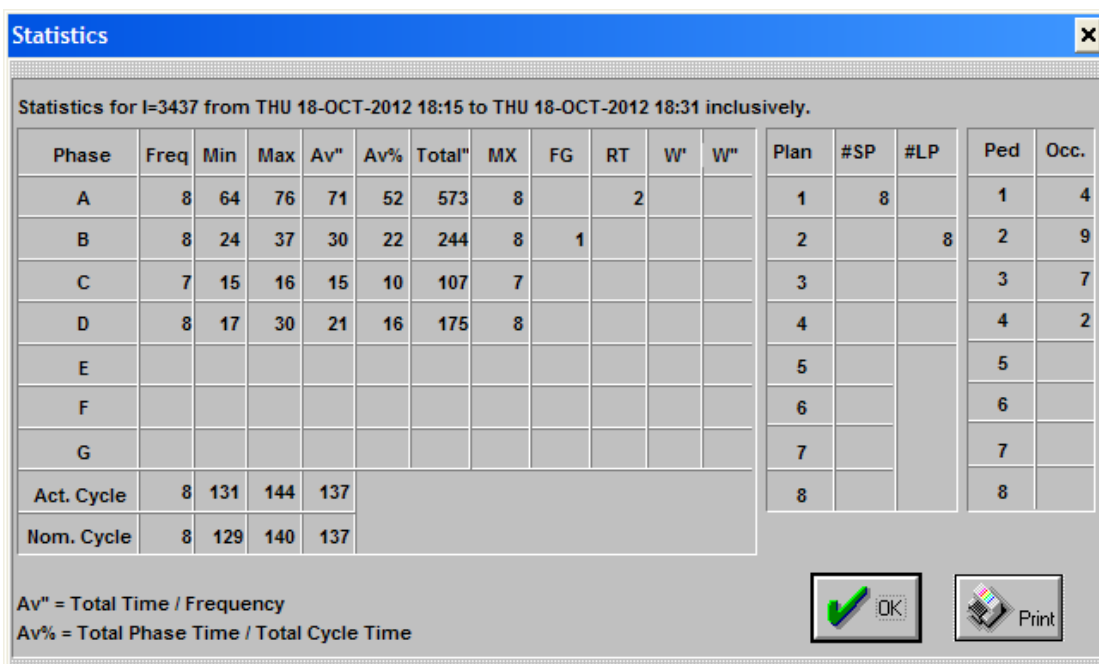 Statistics
Statistics for I=3437 from THU 18-OCT-2012 18:15 to THU 18-OCT-2012 18:31 inclusively.
Phase Freq Min Max Av" Av% Total" MX FG RT W' W" Plan #SP #LP Ped Occ.
A 8 64 76 71 52 573 8 2 1 8 1 4
B 8 24 37 30 22 244 8 1 2 8 2 9
C 7 15 16 15 10 107 7 3 3 7
D 8 17 30 21 16 175 8 4 4 2
E 5 5
F 6 6
G 7 7
Act. Cycle 8 131 144 137 8 8
Nom. Cycle 8 129 140 137
Av" = Total Time / Frequency
Av% = Total Phase Time / Total Cycle Time
OK Print